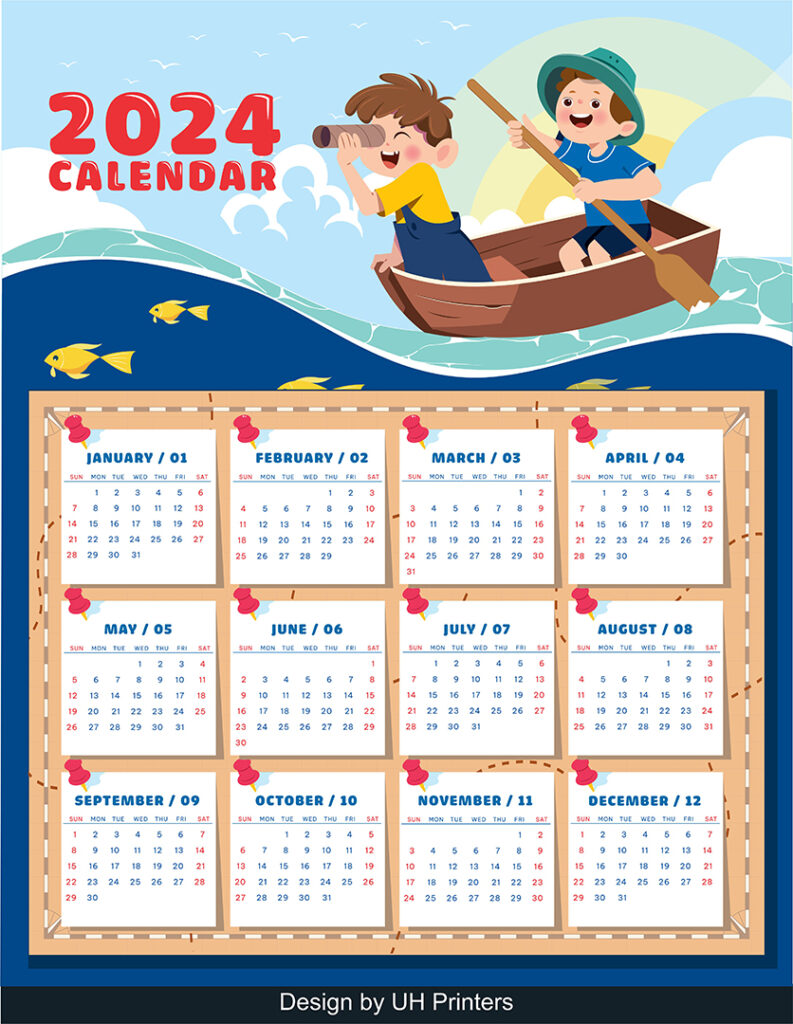 2024
CALENDAR
JANUARY / 01
SUN MON TUE WED THU FRI SAT
1 2 3 4 5 6
7 8 9 10 11 12 13
14 15 16 17 18 19 20
21 22 23 24 25 26 27
28 29 30 31
FEBRUARY / 02
SUN MON TUE WED THU FRI SAT
1 2 3
4 5 6 7 8 9 10
11 12 13 14 15 16 17
18 19 20 21 22 23 24
25 26 27 28 29
MARCH / 03
SUN MON TUE WED THU FRI SAT
1 2
3 4 5 6 7 8 9
10 11 12 13 14 15 16
17 18 19 20 21 22 23
24 25 26 27 28 29 30
31
APRIL / 04
SUN MON TUE WED THU FRI SAT
1 2 3 4 5 6
7 8 9 10 11 12 13
14 15 16 17 18 19 20
21 22 23 24 25 26 27
28 29 30
MAY / 05
SUN MON TUE WED THU FRI SAT
1 2 3 4
5 6 7 8 9 10 11
12 13 14 15 16 17 18
19 20 21 22 23 24 25
26 27 28 29 30 31
JUNE / 06
SUN MON TUE WED THU FRI SAT
1
2 3 4 5 6 7 8
9 10 11 12 13 14 15
16 17 18 19 20 21 22
23 24 25 26 27 28 29
30
JULY / 07
SUN MON TUE WED THU FRI SAT
1 2 3 4 5 6
7 8 9 10 11 12 13
14 15 16 17 18 19 20
21 22 23 24 25 26 27
28 29 30 31
AUGUST / 08
SUN MON TUE WED THU FRI SAT
1 2 3
4 5 6 7 8 9 10
11 12 13 14 15 16 17
18 19 20 21 22 23 24
25 26 27 28 29 30 31
SEPTEMBER / 09
SUN MON TUE WED THU FRI SAT
1 2 3 4 5 6 7
8 9 10 11 12 13 14
15 16 17 18 19 20 21
22 23 24 25 26 27 28
29 30
OCTOBER / 10
SUN MON TUE WED THU FRI SAT
1 2 3 4 5
6 7 8 9 10 11 12
13 14 15 16 17 18 19
20 21 22 23 24 25 26
27 28 29 30 31
NOVEMBER / 11
SUN MON TUE WED THU FRI SAT
1 2
3 4 5 6 7 8 9
10 11 12 13 14 15 16
17 18 19 20 21 22 23
24 25 26 27 28 29 30
DECEMBER / 12
SUN MON TUE WED THU FRI SAT
1 2 3 4 5 6 7
8 9 10 11 12 13 14
15 16 17 18 19 20 21
22 23 24 25 26 27 28
29 30 31
Design by UH Printers